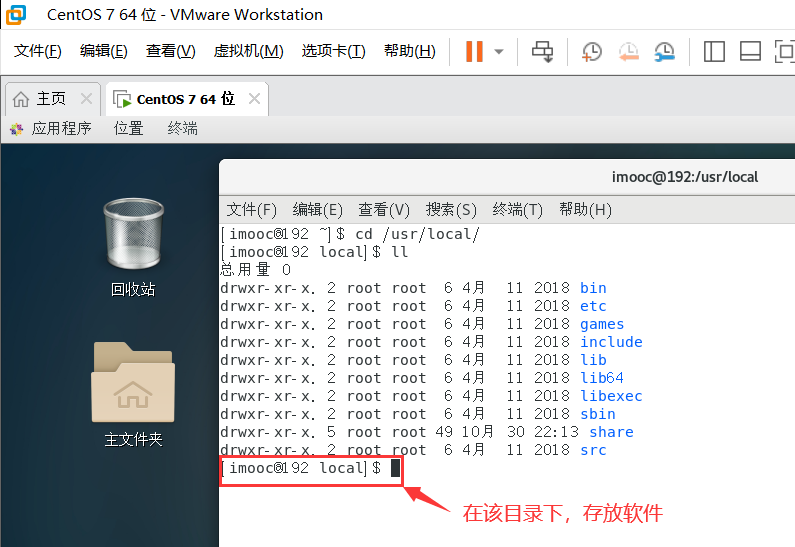 CentOS 7 64 位 - VMware Workstation
文件(F) 编辑(E) 查看(V) 虚拟机(M) 选项卡(T) 帮助(H)
主页 CentOS 7 64 位
应用程序 位置 终端
imooc@192:/usr/local
文件(F) 编辑(E) 查看(V) 搜索(S) 终端(T) 帮助(H)
[imooc@192 ~]$ cd /usr/local/
[imooc@192 local]$ ll
总用量 0
drwxr-xr-x. 2 root root  6 4月  11 2018 bin
drwxr-xr-x. 2 root root  6 4月  11 2018 etc
drwxr-xr-x. 2 root root  6 4月  11 2018 games
drwxr-xr-x. 2 root root  6 4月  11 2018 include
drwxr-xr-x. 2 root root  6 4月  11 2018 lib
drwxr-xr-x. 2 root root  6 4月  11 2018 lib64
drwxr-xr-x. 2 root root  6 4月  11 2018 libexec
drwxr-xr-x. 2 root root  6 4月  11 2018 sbin
drwxr-xr-x. 5 root root 49 10月 30 22:13 share
drwxr-xr-x. 2 root root  6 4月  11 2018 src
[imooc@192 local]$
回收站
主文件夹
在该目录下，存放软件